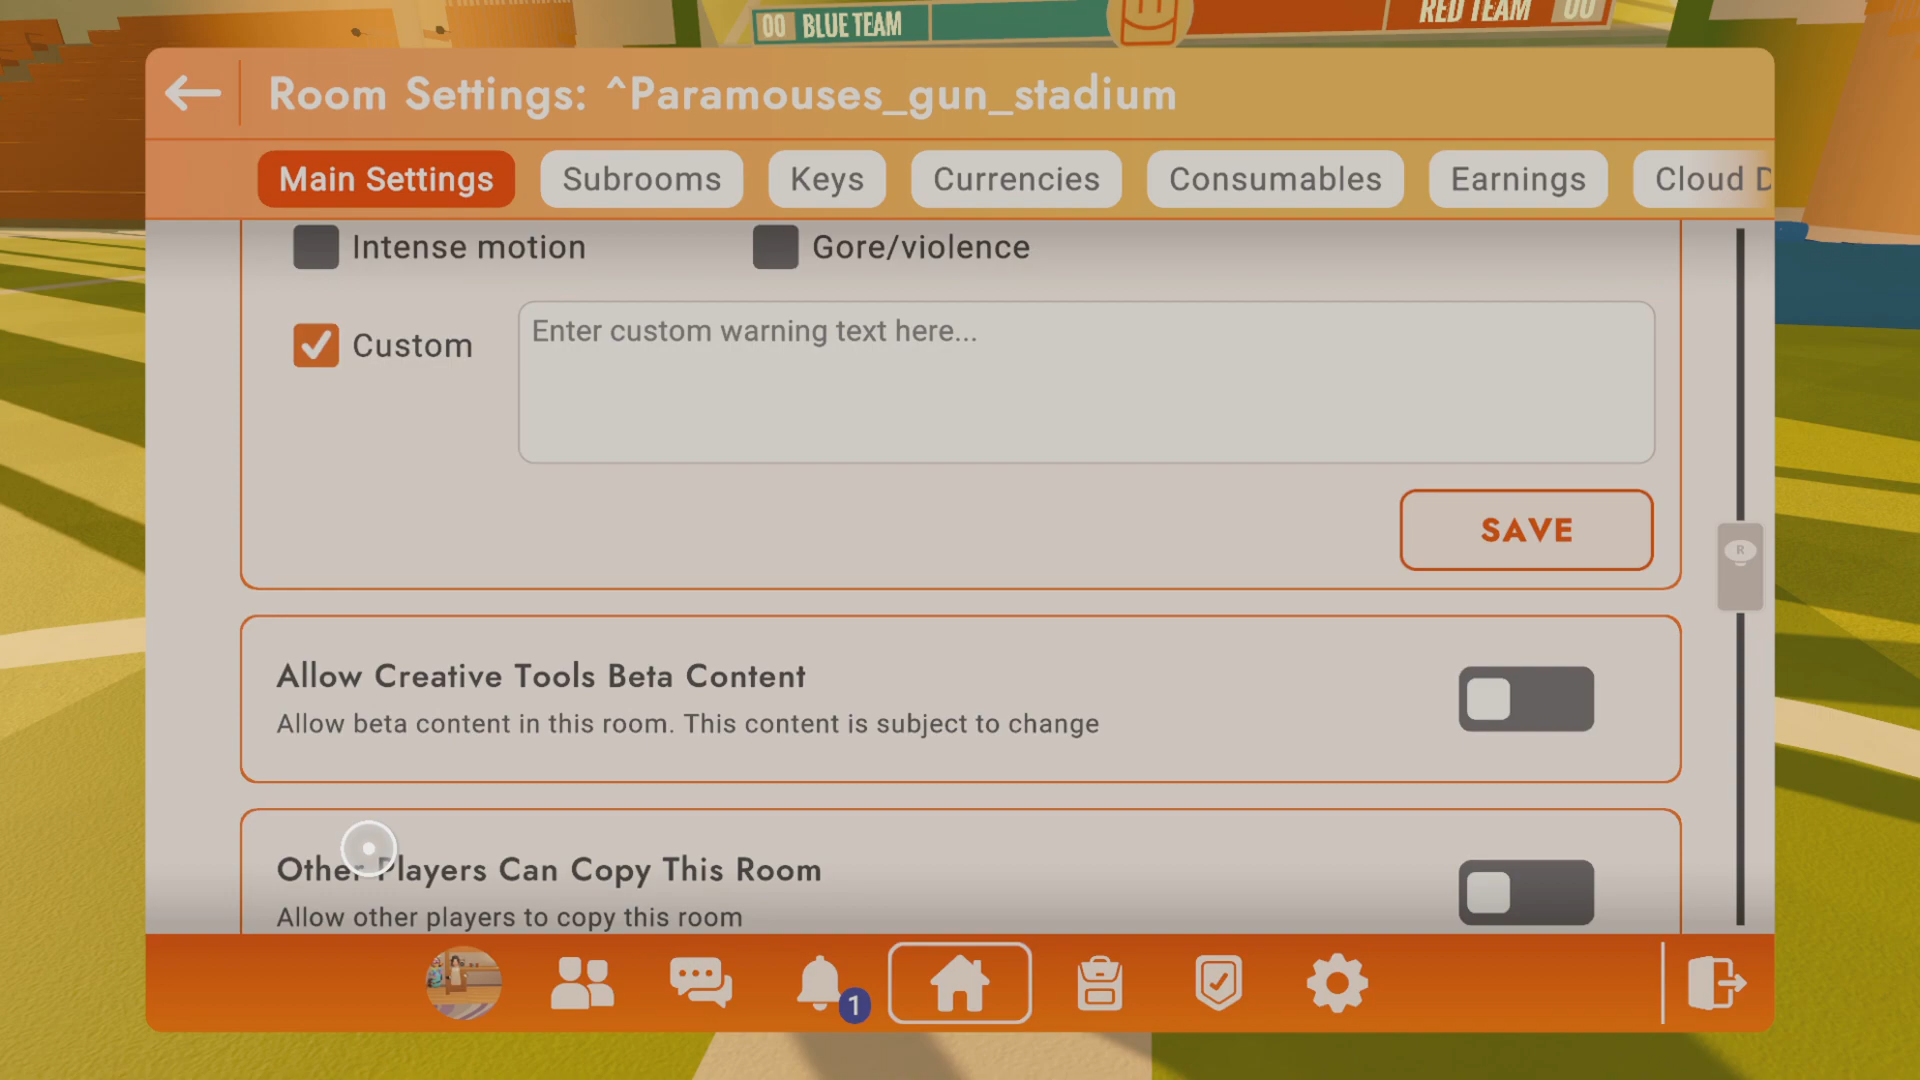 00 BLUE TEAM
RED TEAM 00
Room Settings: ^Paramouses_gun_stadium
Main Settings
Subrooms
Keys
Currencies
Consumables
Earnings
Cloud D
Intense motion
Gore/violence
Custom
Enter custom warning text here...
SAVE
R
Allow Creative Tools Beta Content
Allow beta content in this room. This content is subject to change
Other Players Can Copy This Room
Allow other players to copy this room
1